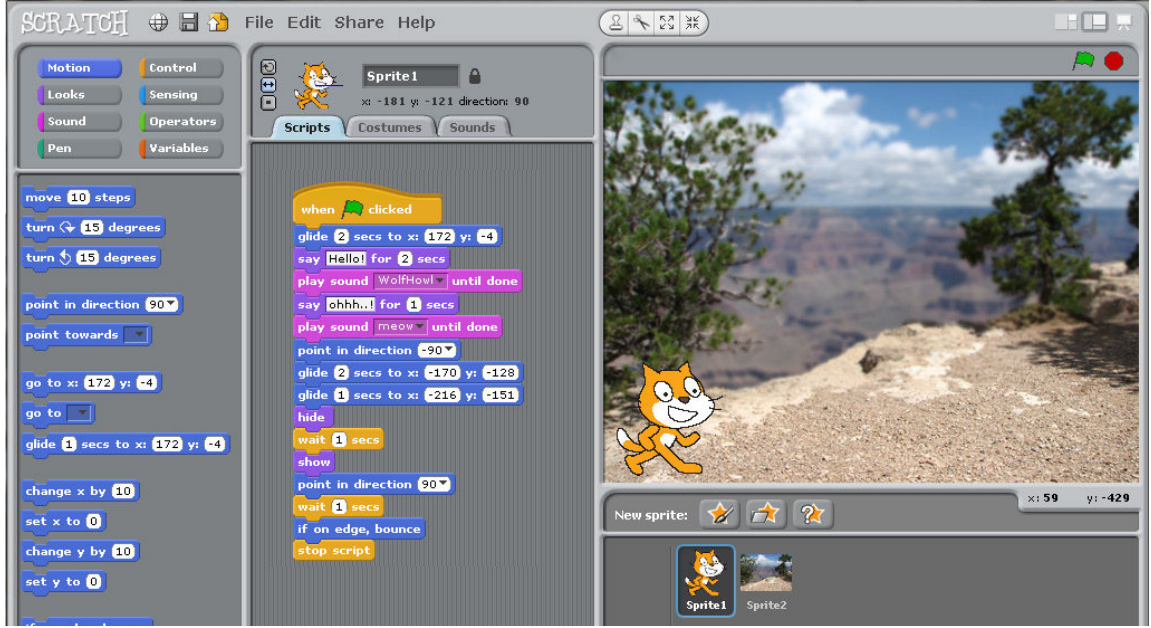 SCRATCH File Edit Share Help
Motion Control
Looks Sensing
Sound Operators
Pen Variables
move 10 steps
turn 15 degrees
turn 15 degrees
point in direction 90
point towards
go to x: 172 y: -4
go to
glide 1 secs to x: 172 y: -4
change x by 10
set x to 0
change y by 10
set y to 0
Sprite1
x: -181 y: -121 direction: 90
Scripts Costumes Sounds
when clicked
glide 2 secs to x: 172 y: -4
say Hello! for 2 secs
play sound WolfHowl until done
say ohhh..! for 1 secs
play sound meow until done
point in direction -90
glide 2 secs to x: -170 y: -128
glide 1 secs to x: -216 y: -151
hide
wait 1 secs
show
point in direction 90
wait 1 secs
if on edge, bounce
stop script
x: 59 y: -429
New sprite:
Sprite1 Sprite2